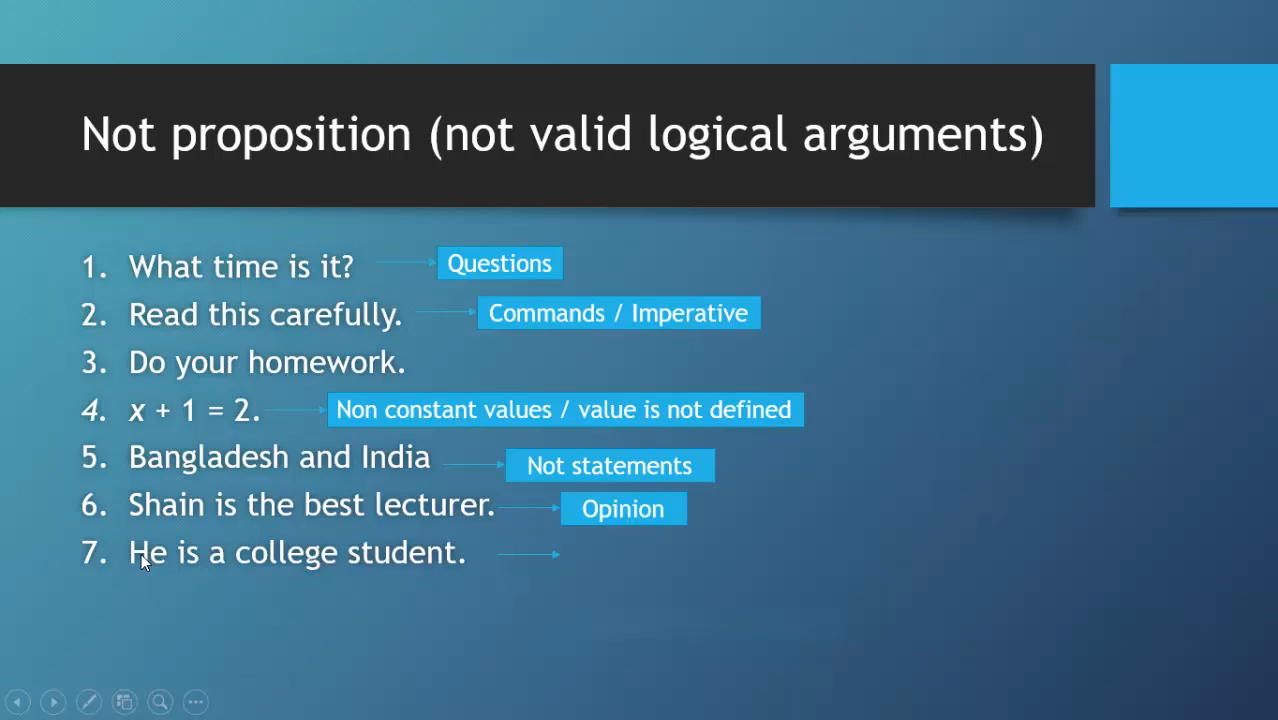 Not proposition (not valid logical arguments)
1. What time is it?
Questions
2. Read this carefully.
Commands / Imperative
3. Do your homework.
4. x + 1 = 2.
Non constant values / value is not defined
5. Bangladesh and India
Not statements
6. Shain is the best lecturer.
Opinion
7. He is a college student.